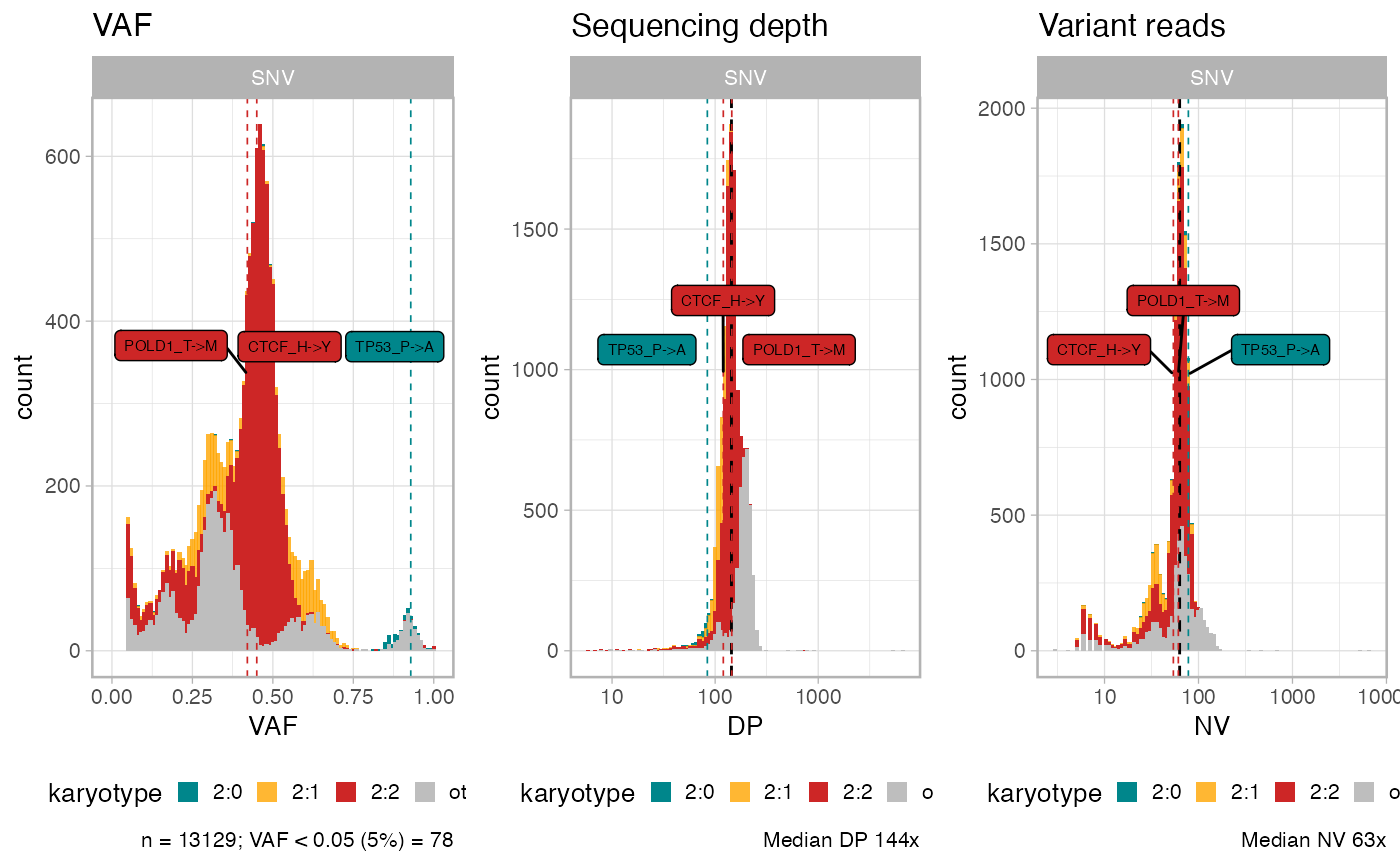 VAF
SNV
600
400
200
0
count
POLD1_T->M
CTCF_H->Y
TP53_P->A
0.00 0.25 0.50 0.75 1.00
VAF
karyotype 2:0 2:1 2:2 ot
n = 13129; VAF < 0.05 (5%) = 78
Sequencing depth
SNV
1500
1000
500
0
count
CTCF_H->Y
TP53_P->A
POLD1_T->M
10 100 1000
DP
karyotype 2:0 2:1 2:2 o
Median DP 144x
Variant reads
SNV
2000
1500
1000
500
0
count
POLD1_T->M
CTCF_H->Y
TP53_P->A
10 100 1000 1000
NV
karyotype 2:0 2:1 2:2 o
Median NV 63x